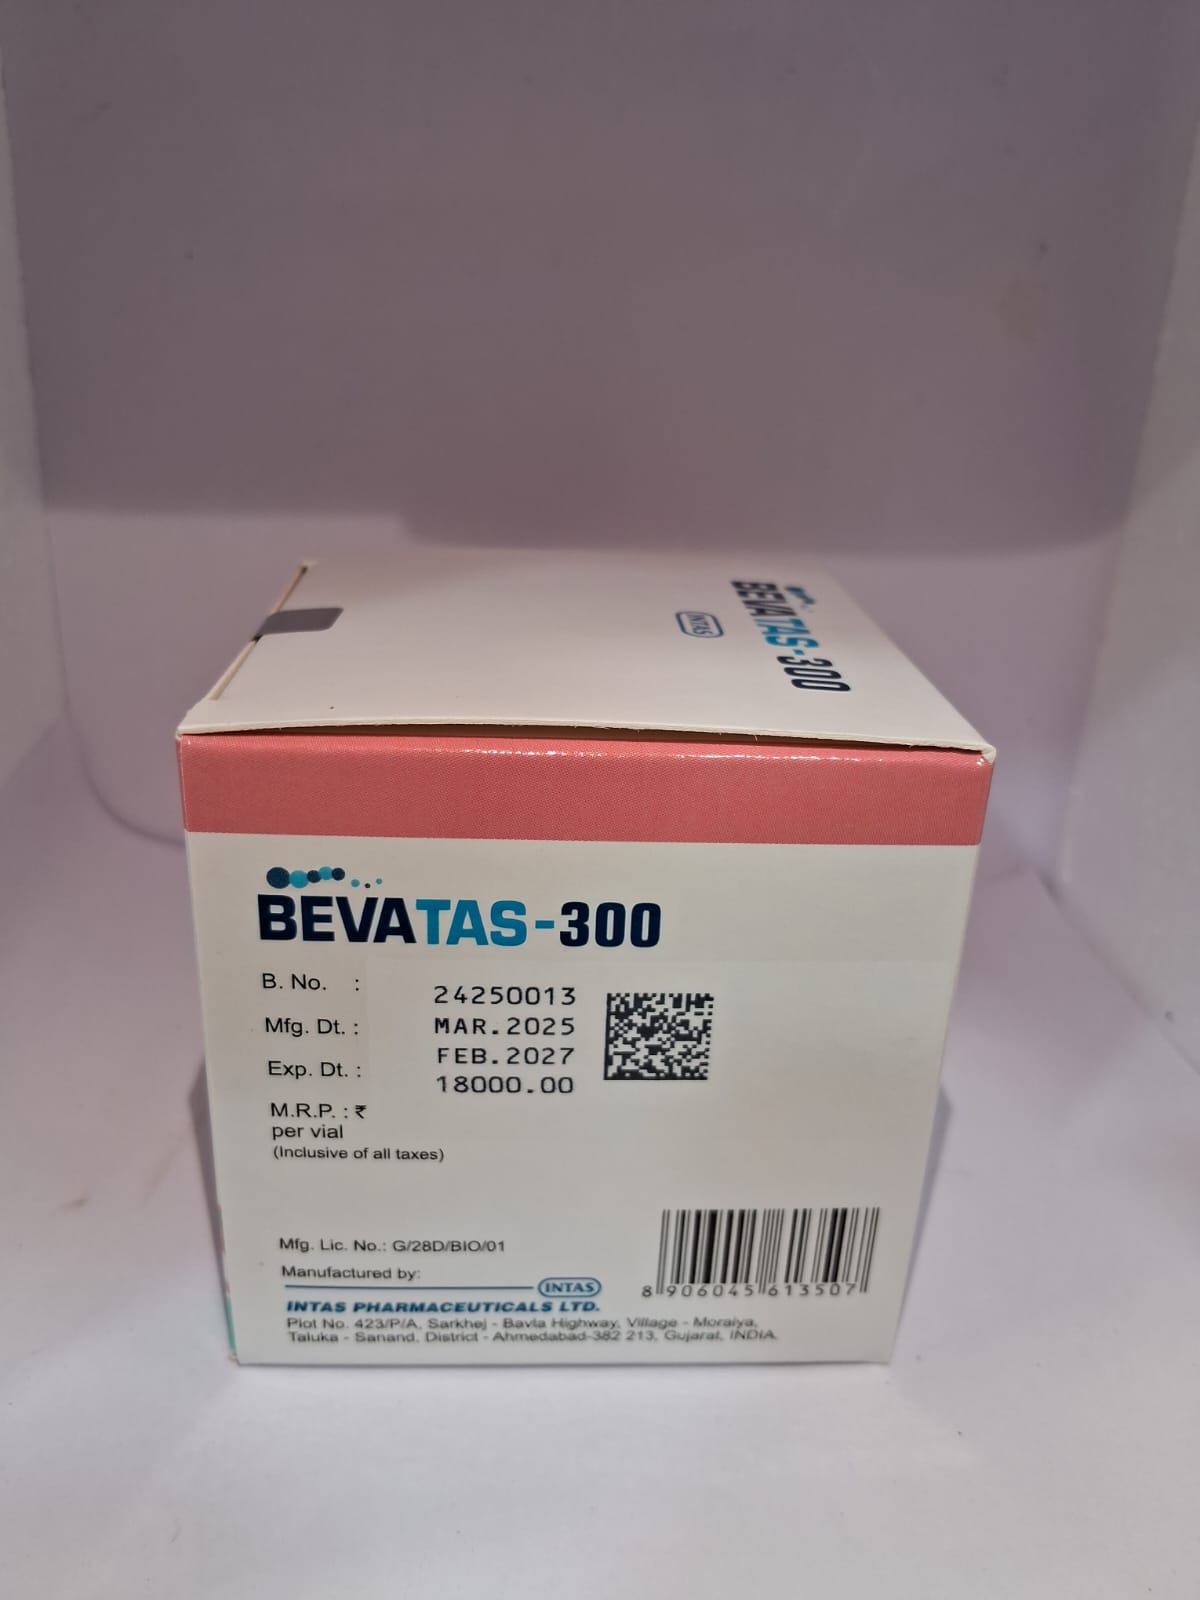 BEVATAS-300
INTAS
BEVATAS-300
B. No. : 24250013
Mfg. Dt. : MAR.2025
Exp. Dt. : FEB.2027
M.R.P. : ₹ 18000.00
per vial
(Inclusive of all taxes)
Mfg. Lic. No.: G/28D/BIO/01
Manufactured by:
INTAS
INTAS PHARMACEUTICALS LTD.
Plot No. 423/P/A, Sarkhej - Bavla Highway, Village - Moraiya,
Taluka - Sanand, District - Ahmedabad-382 213, Gujarat, INDIA.
8 906045 613507